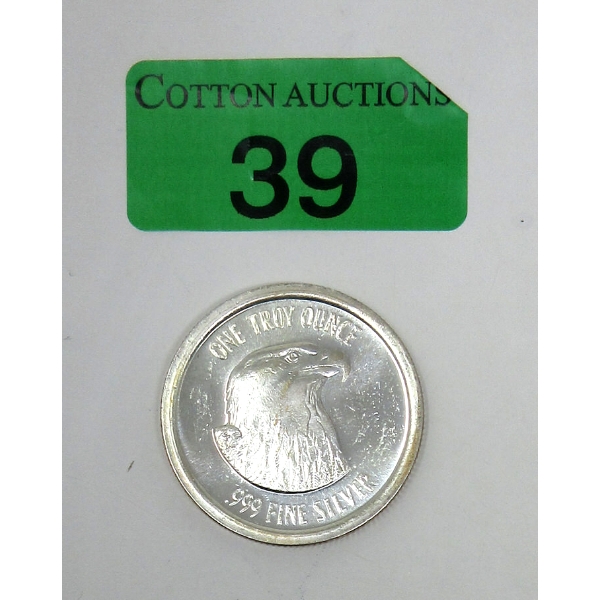 COTTON AUCTIONS
39
ONE TROY OUNCE
.999 FINE SILVER